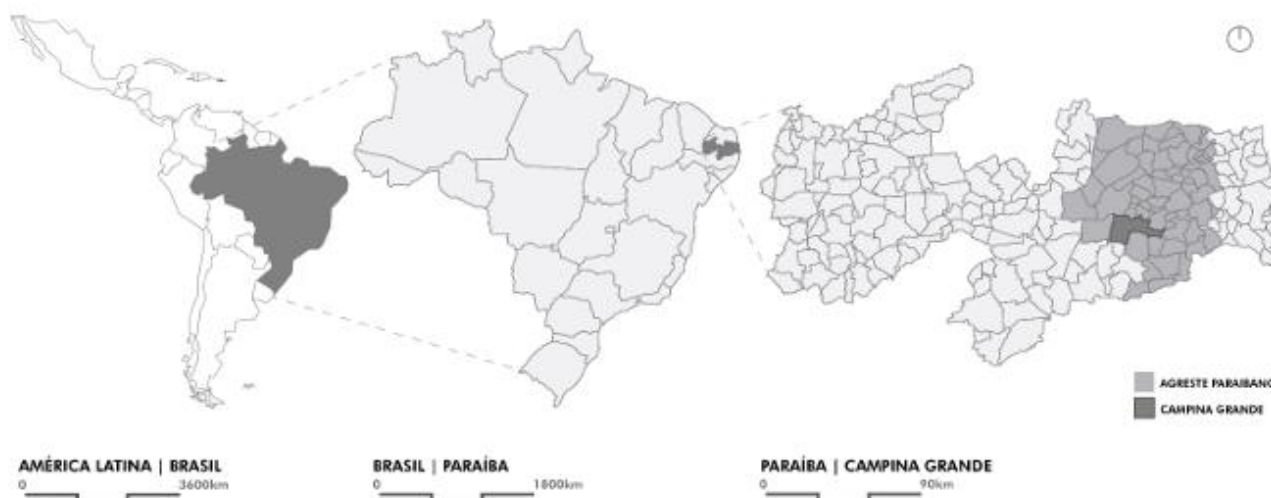 AGRESTE PARAIBANO
CAMPINA GRANDE
AMÉRICA LATINA | BRASIL
0 3600km
BRASIL | PARAÍBA
0 1800km
PARAÍBA | CAMPINA GRANDE
0 90km